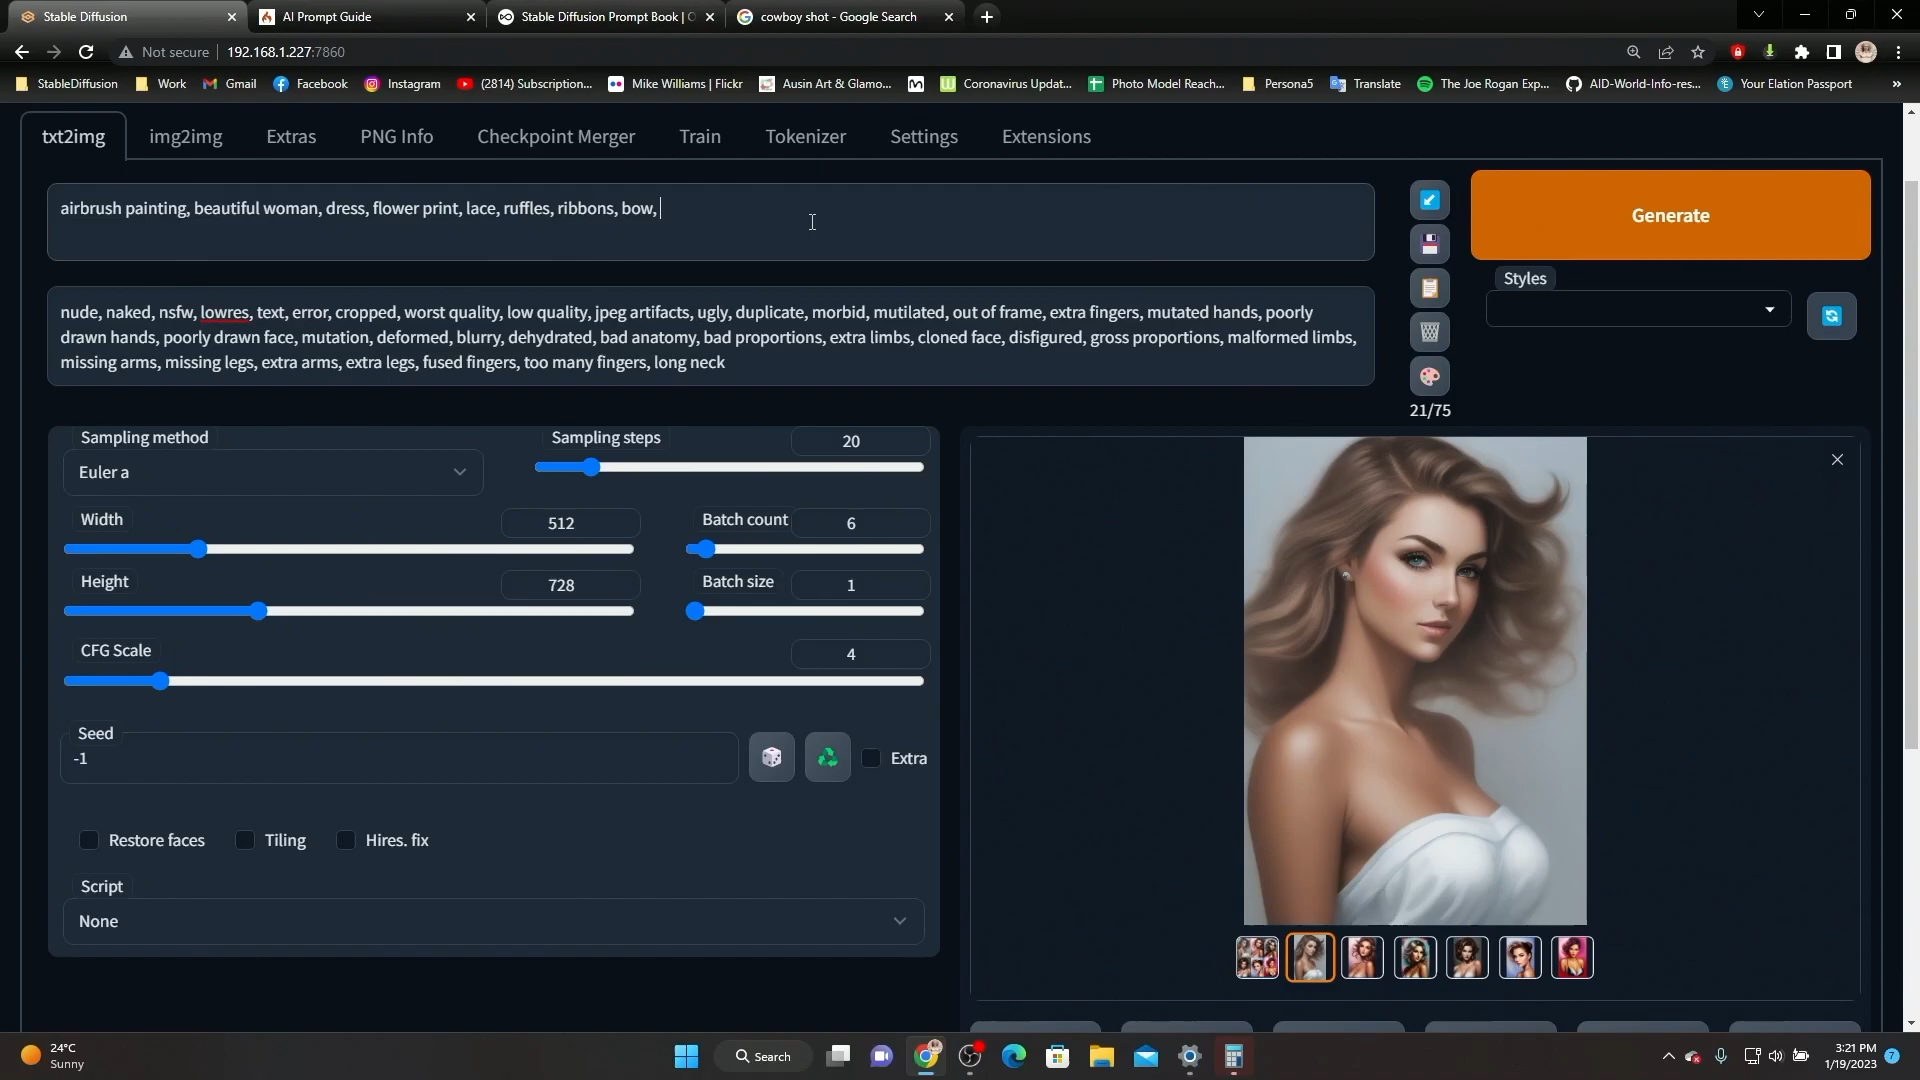 Stable Diffusion
AI Prompt Guide
Stable Diffusion Prompt Book |
cowboy shot - Google Search
Not secure
192.168.1.227:7860
StableDiffusion
Work
Gmail
Facebook
Instagram
(2814) Subscription...
Mike Williams | Flickr
Ausin Art & Glamo...
Coronavirus Updat...
Photo Model Reach...
Persona5
Translate
The Joe Rogan Exp...
AID-World-Info-res...
Your Elation Passport
»
txt2img
img2img
Extras
PNG Info
Checkpoint Merger
Train
Tokenizer
Settings
Extensions
airbrush painting, beautiful woman, dress, flower print, lace, ruffles, ribbons, bow,
Generate
Styles
nude, naked, nsfw, lowres, text, error, cropped, worst quality, low quality, jpeg artifacts, ugly, duplicate, morbid, mutilated, out of frame, extra fingers, mutated hands, poorly
drawn hands, poorly drawn face, mutation, deformed, blurry, dehydrated, bad anatomy, bad proportions, extra limbs, cloned face, disfigured, gross proportions, malformed limbs,
missing arms, missing legs, extra arms, extra legs, fused fingers, too many fingers, long neck
21/75
Sampling method
Euler a
Sampling steps
20
Width
512
Batch count
6
Height
728
Batch size
1
CFG Scale
4
Seed
-1
Extra
Restore faces
Tiling
Hires. fix
Script
None
24°C
Sunny
Search
3:21 PM
1/19/2023
7